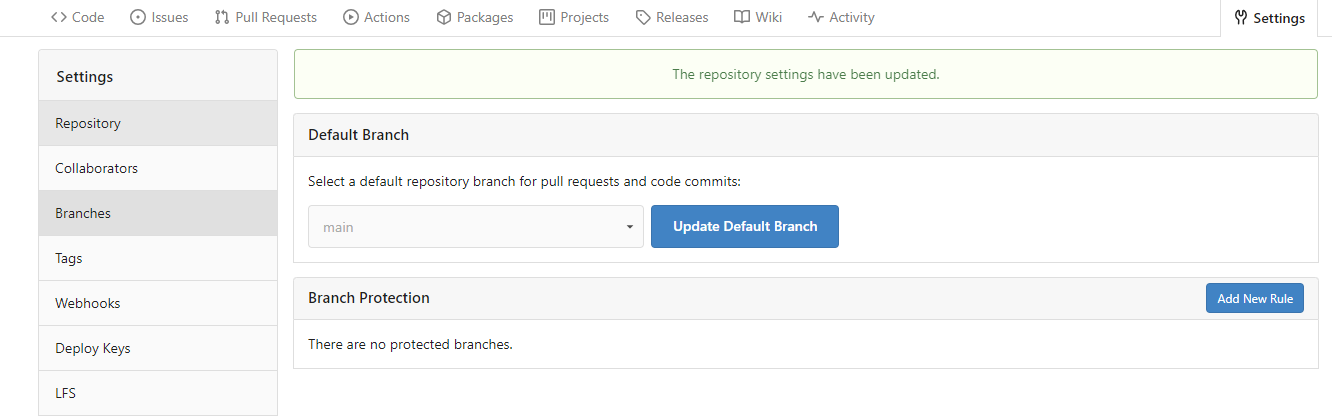 Code Issues Pull Requests Actions Packages Projects Releases Wiki Activity Settings
Settings
Repository
Collaborators
Branches
Tags
Webhooks
Deploy Keys
LFS
The repository settings have been updated.
Default Branch
Select a default repository branch for pull requests and code commits:
main Update Default Branch
Branch Protection Add New Rule
There are no protected branches.